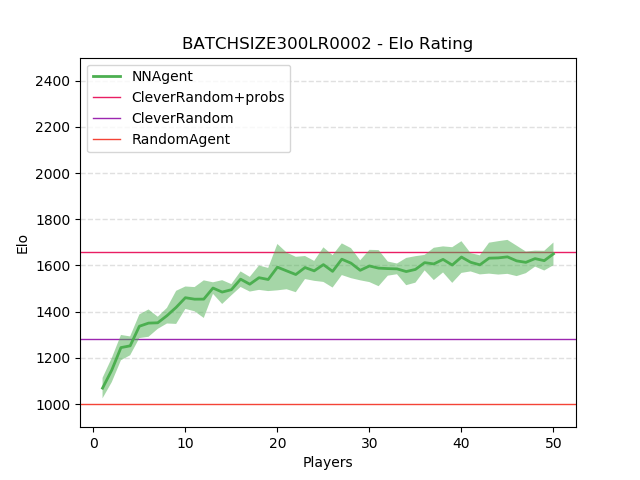 BATCHSIZE300LR0002 - Elo Rating
NNAgent
CleverRandom+probs
CleverRandom
RandomAgent
2400
2200
2000
1800
1600
1400
1200
1000
Elo
0 10 20 30 40 50
Players